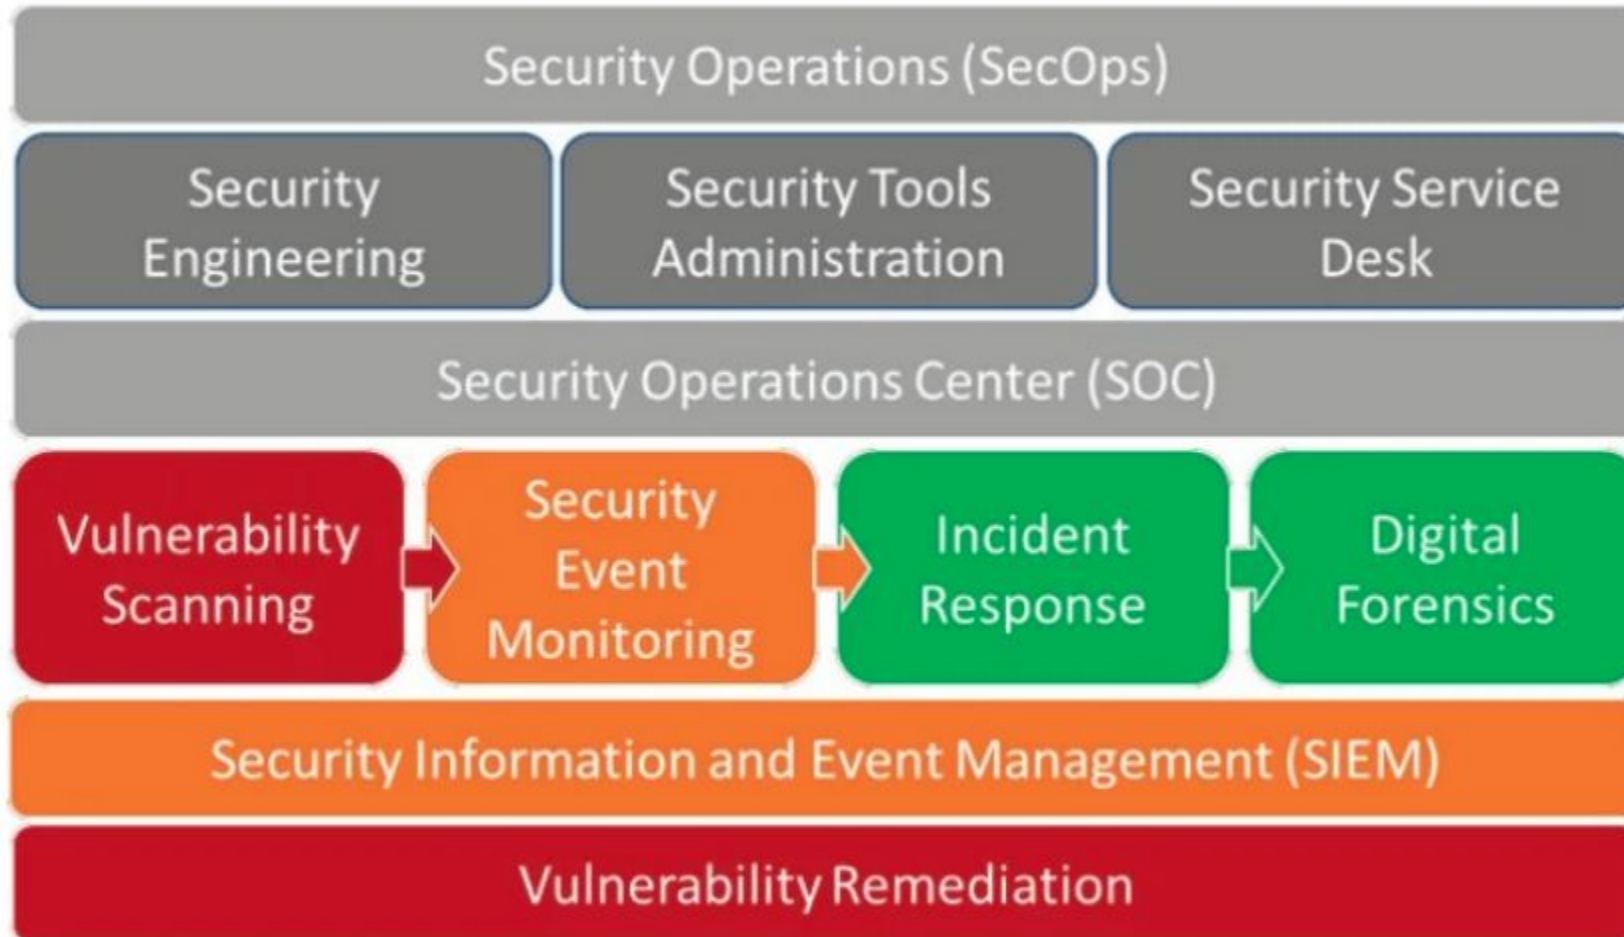 Security Operations (SecOps)
Security
Engineering
Security Tools
Administration
Security Service
Desk
Security Operations Center (SOC)
Vulnerability
Scanning
Security
Event
Monitoring
Incident
Response
Digital
Forensics
Security Information and Event Management (SIEM)
Vulnerability Remediation